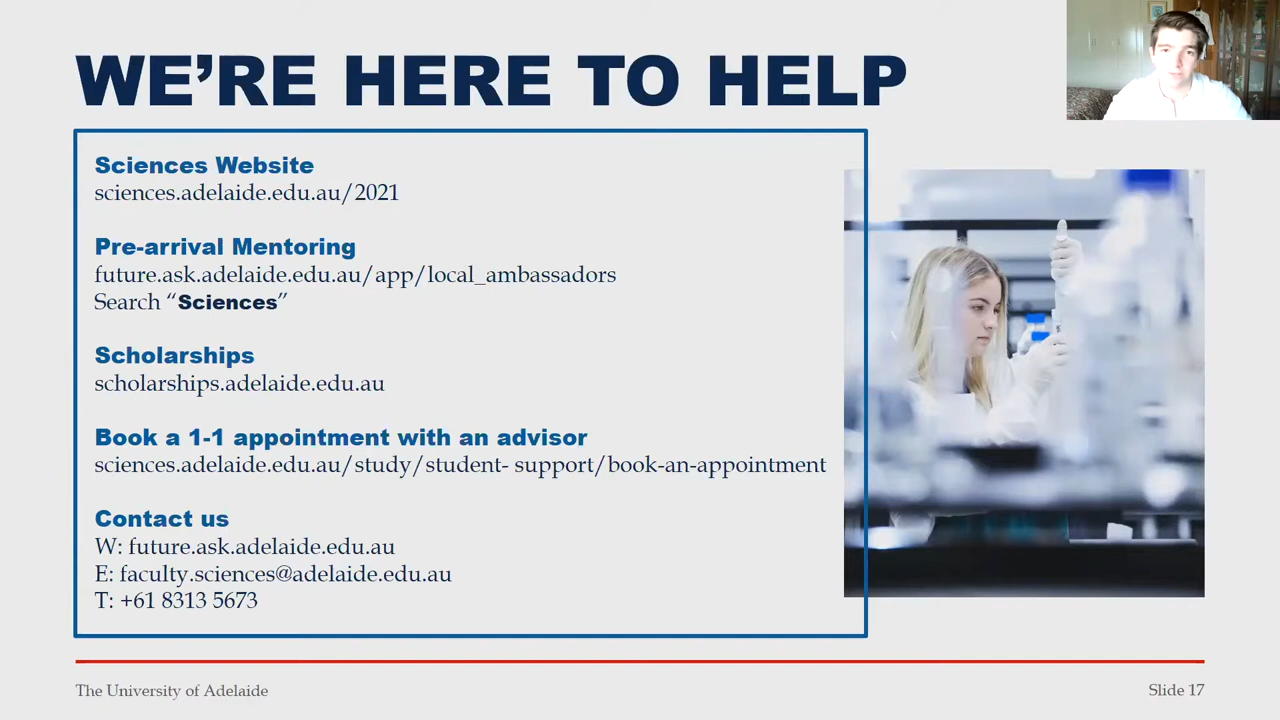 WE’RE HERE TO HELP
Sciences Website
sciences.adelaide.edu.au/2021
Pre-arrival Mentoring
future.ask.adelaide.edu.au/app/local_ambassadors
Search “Sciences”
Scholarships
scholarships.adelaide.edu.au
Book a 1-1 appointment with an advisor
sciences.adelaide.edu.au/study/student- support/book-an-appointment
Contact us
W: future.ask.adelaide.edu.au
E: faculty.sciences@adelaide.edu.au
T: +61 8313 5673
The University of Adelaide
Slide 17